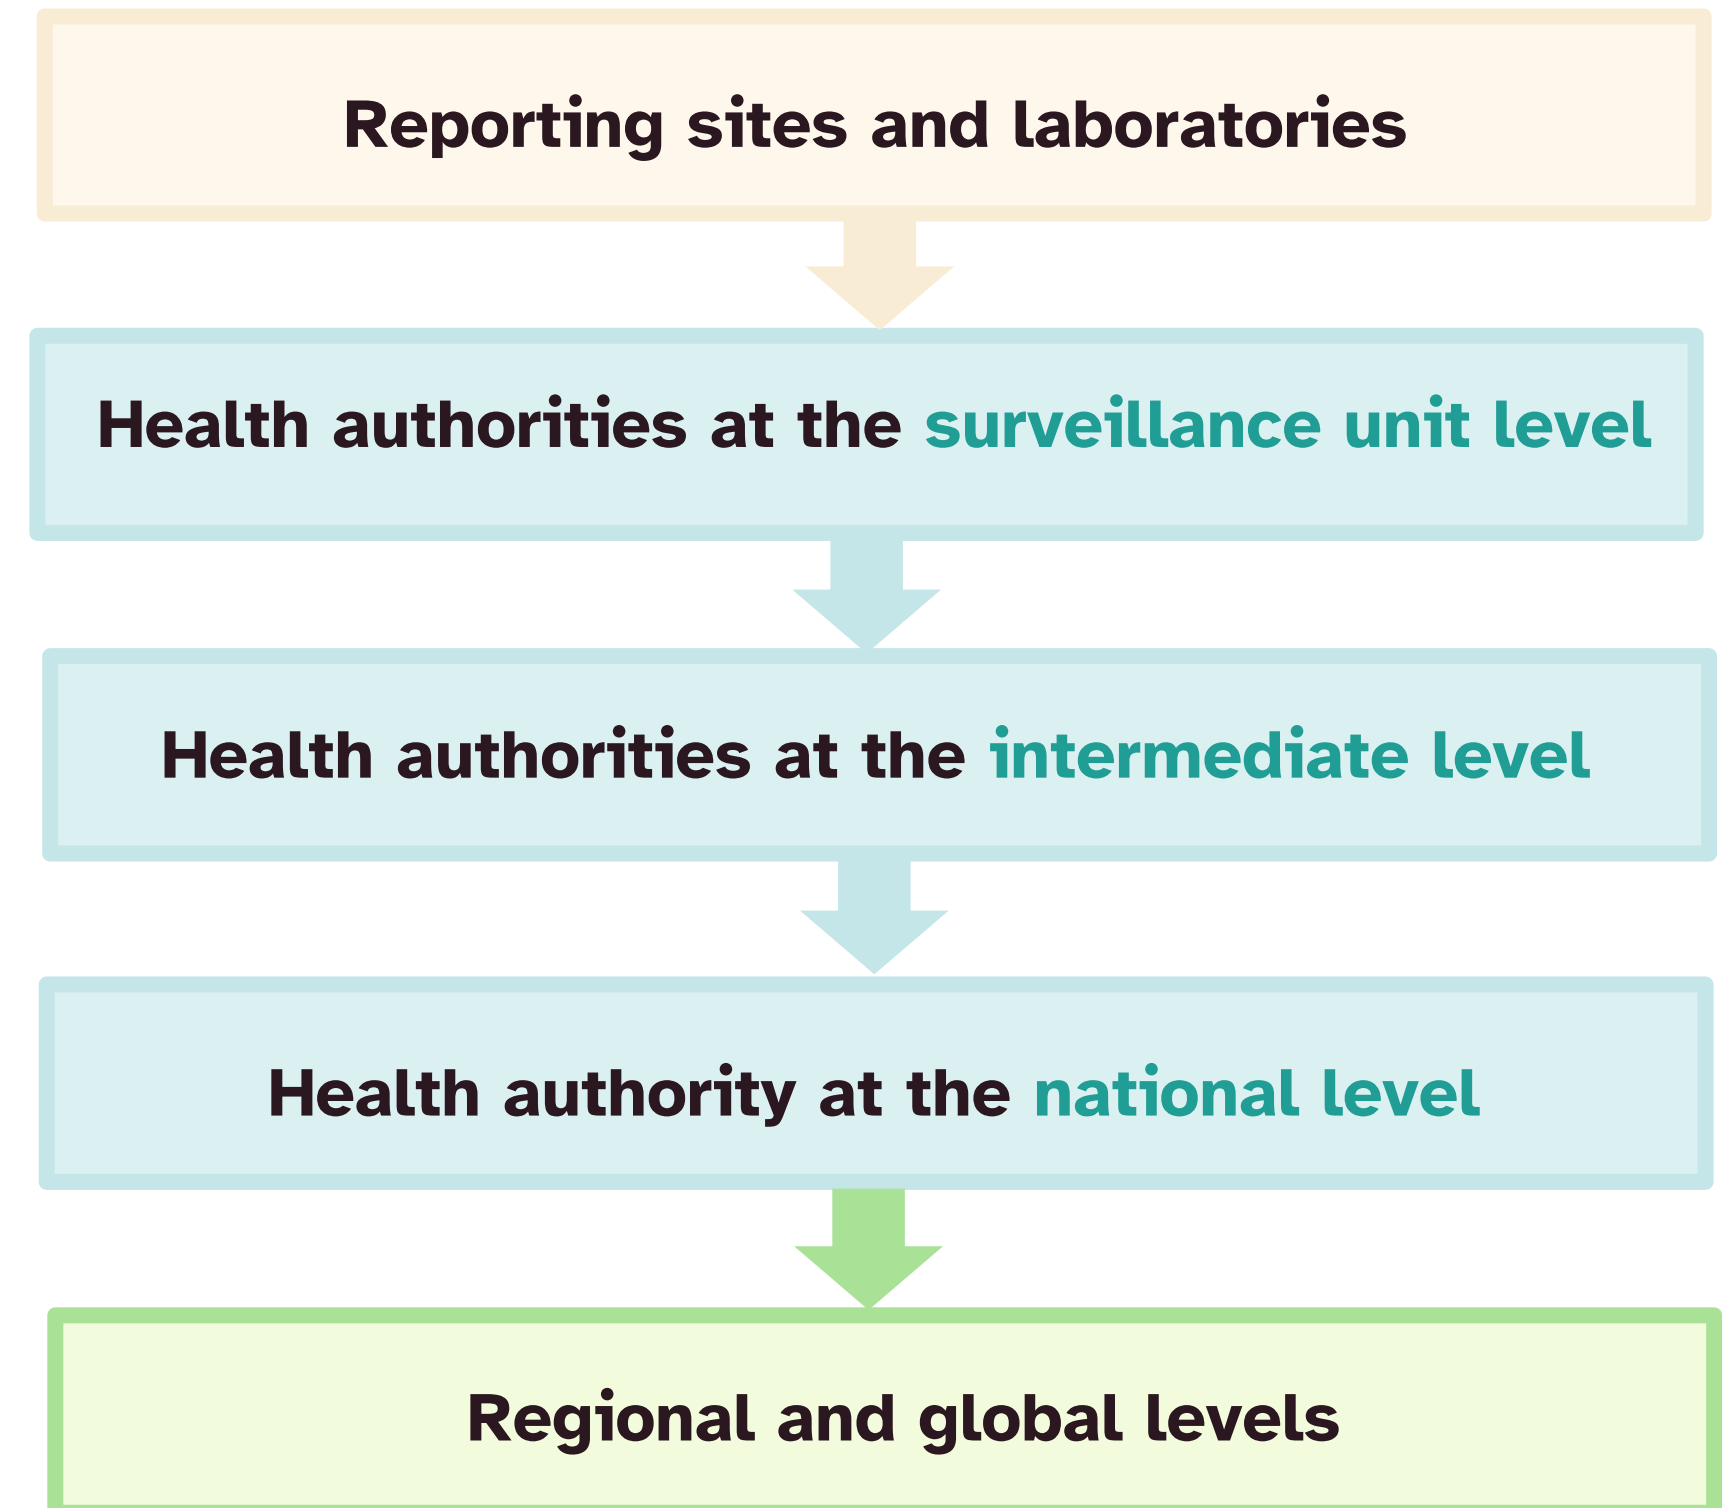 Reporting sites and laboratories
Health authorities at the surveillance unit level
Health authorities at the intermediate level
Health authority at the national level
Regional and global levels